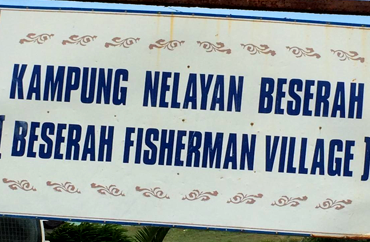 KAMPUNG NELAYAN BESERAH
[BESERAH FISHERMAN VILLAGE]